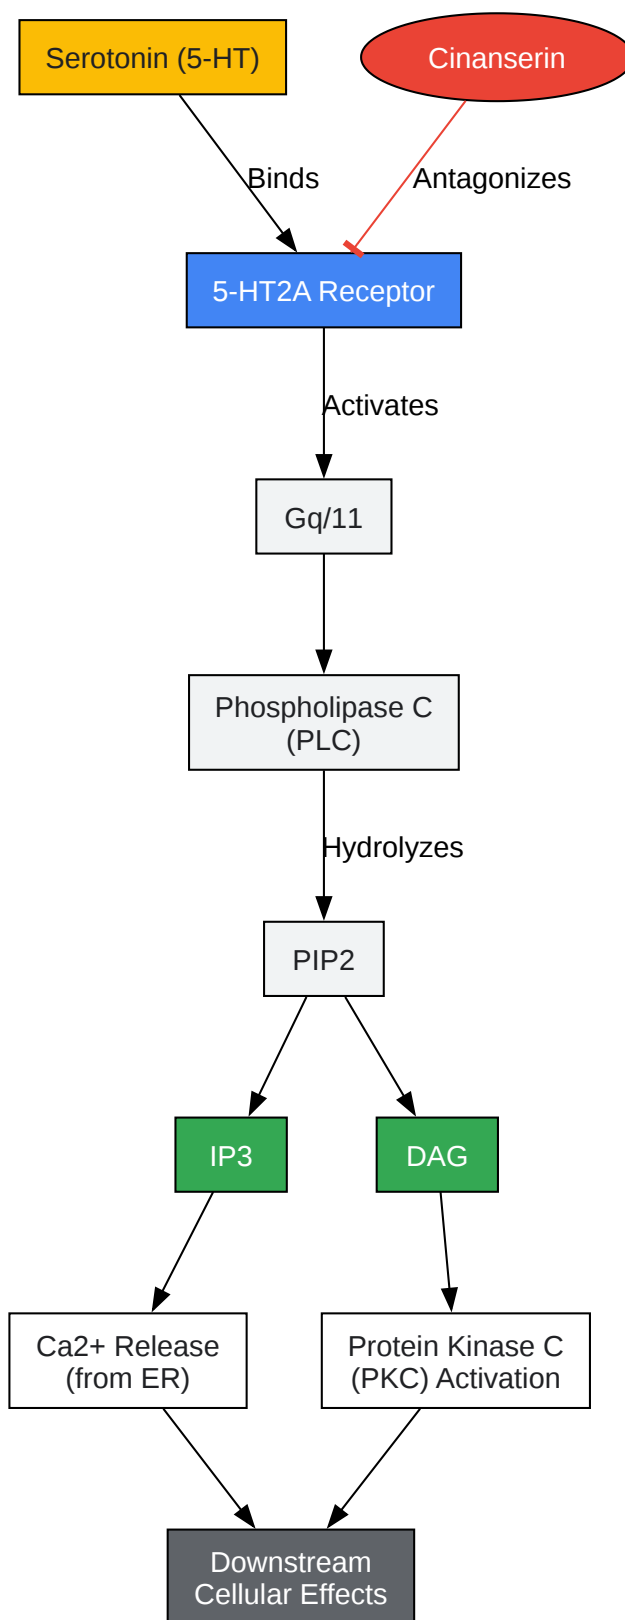 Serotonin (5-HT)
Cinanserin
Binds
Antagonizes
5-HT2A Receptor
Activates
Gq/11
Phospholipase C
(PLC)
Hydrolyzes
PIP2
IP3
DAG
Ca2+ Release
(from ER)
Protein Kinase C
(PKC) Activation
Downstream
Cellular Effects